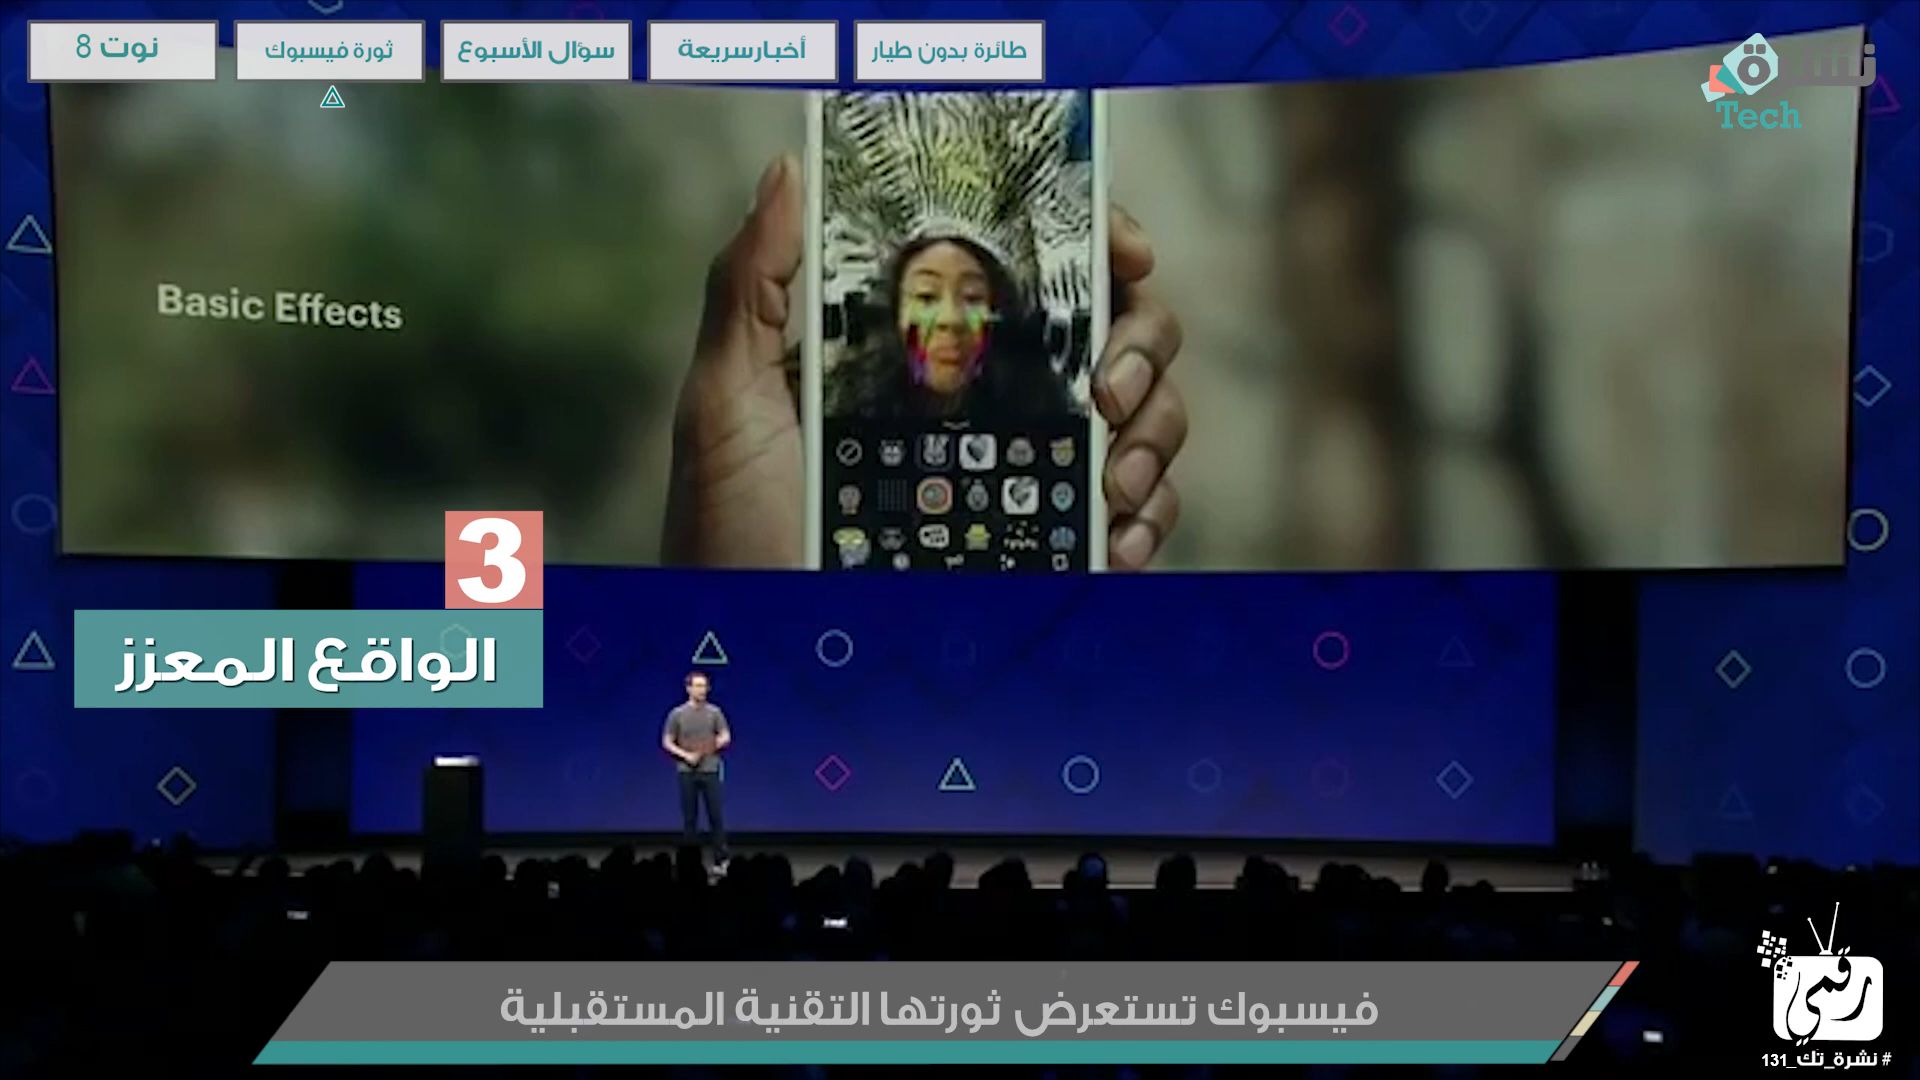 طائرة بدون طيار
أخبارسريعة
سؤال الأسبوع
ثورة فيسبوك
نوت 8
نشرة
Tech
Basic Effects
3
الواقع المعزز
فيسبوك تستعرض ثورتها التقنية المستقبلية
رقمي
# نشرة_تك_131